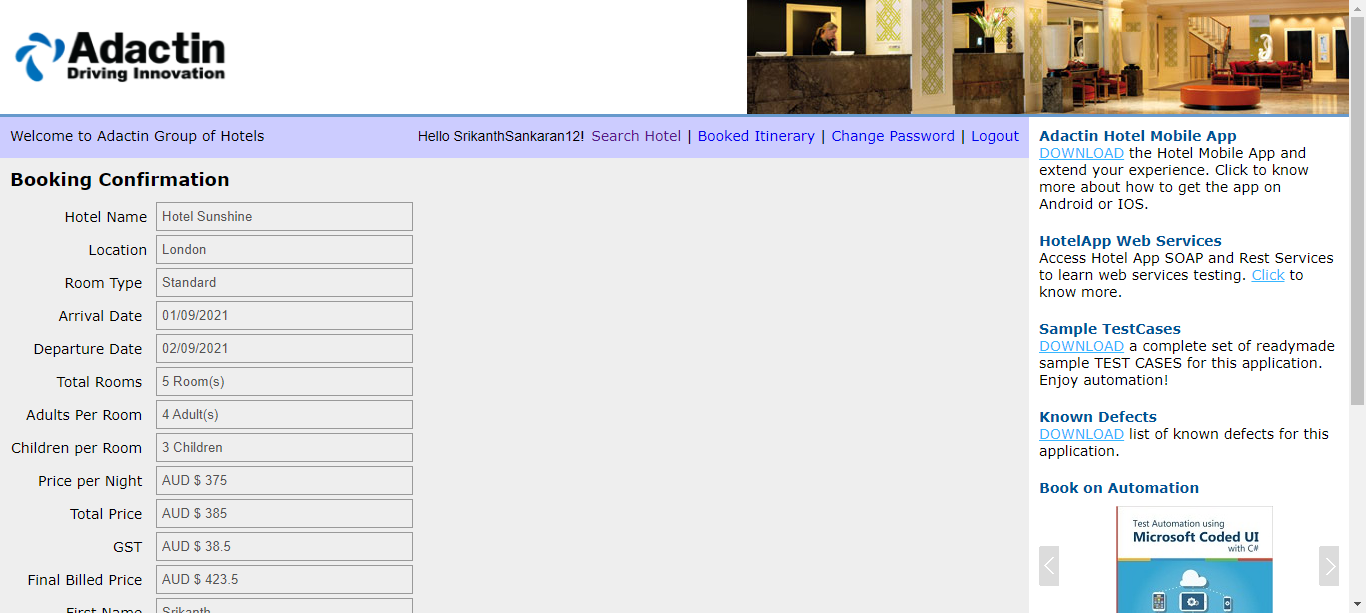 Adactin
Driving Innovation
Welcome to Adactin Group of Hotels
Hello SrikanthSankaran12! Search Hotel | Booked Itinerary | Change Password | Logout
Booking Confirmation
Hotel Name Hotel Sunshine
Location London
Room Type Standard
Arrival Date 01/09/2021
Departure Date 02/09/2021
Total Rooms 5 Room(s)
Adults Per Room 4 Adult(s)
Children per Room 3 Children
Price per Night AUD $ 375
Total Price AUD $ 385
GST AUD $ 38.5
Final Billed Price AUD $ 423.5
First Name Srikanth
Adactin Hotel Mobile App
DOWNLOAD the Hotel Mobile App and
extend your experience. Click to know
more about how to get the app on
Android or IOS.
HotelApp Web Services
Access Hotel App SOAP and Rest Services
to learn web services testing. Click to
know more.
Sample TestCases
DOWNLOAD a complete set of readymade
sample TEST CASES for this application.
Enjoy automation!
Known Defects
DOWNLOAD list of known defects for this
application.
Book on Automation
Test Automation using
Microsoft Coded UI
with C#